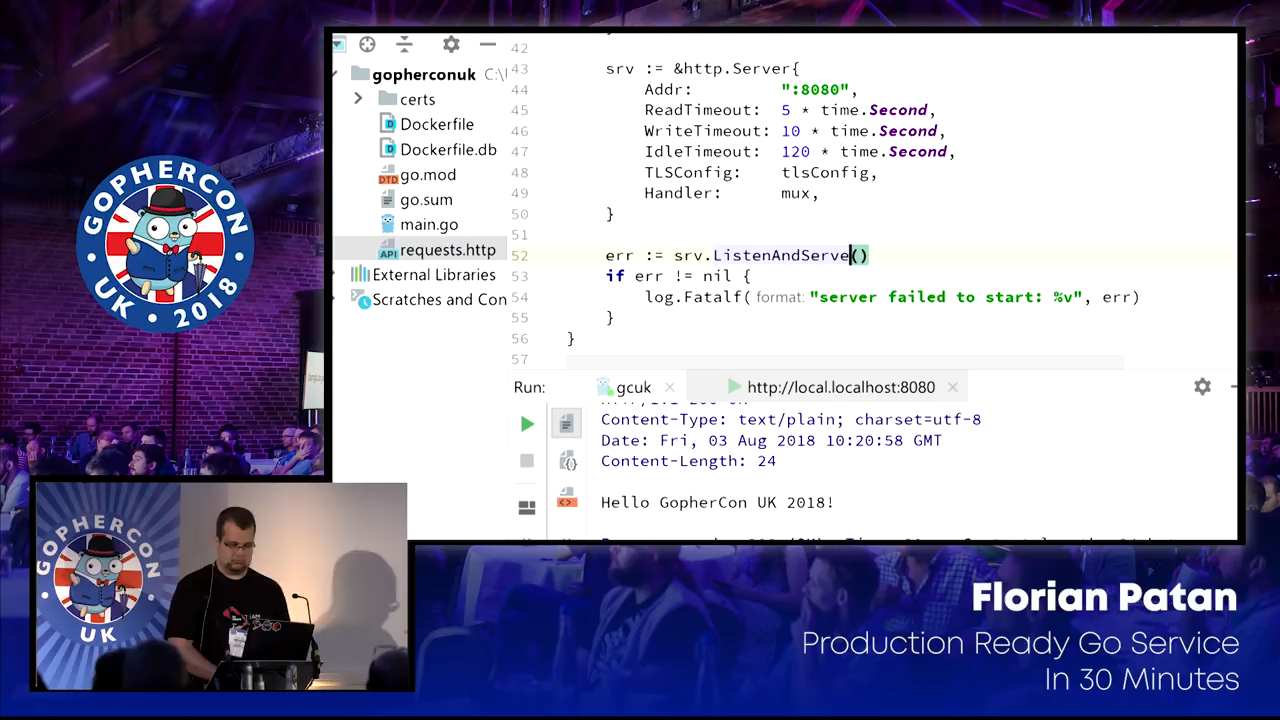 GOPHERCON
UK 2018
gopherconuk
certs
Dockerfile
Dockerfile.db
go.mod
go.sum
main.go
requests.http
External Libraries
Scratches and Con
42
43 srv := &http.Server{
44 Addr: ":8080",
45 ReadTimeout: 5 * time.Second,
46 WriteTimeout: 10 * time.Second,
47 IdleTimeout: 120 * time.Second,
48 TLSConfig: tlsConfig,
49 Handler: mux,
50 }
51
52 err := srv.ListenAndServe()
53 if err != nil {
54 log.Fatalf( format: "server failed to start: %v", err)
55 }
56 }
57
Run: gcuk http://local.localhost:8080
Content-Type: text/plain; charset=utf-8
Date: Fri, 03 Aug 2018 10:20:58 GMT
Content-Length: 24
Hello GopherCon UK 2018!
GOPHERCON
UK
Florian Patan
Production Ready Go Service
In 30 Minutes